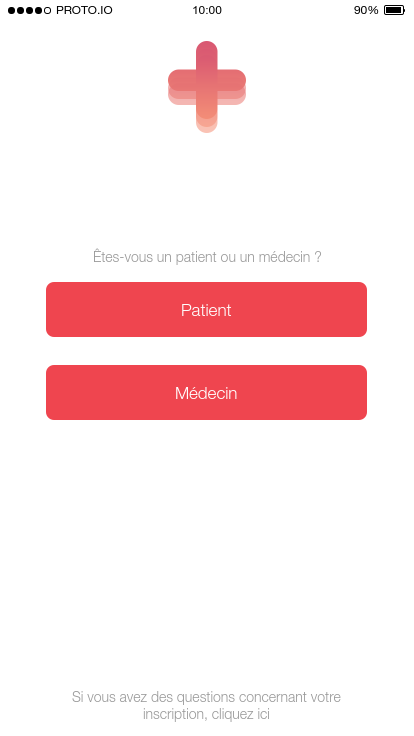 PROTO.IO 10:00 90%
Êtes-vous un patient ou un médecin ?
Patient
Médecin
Si vous avez des questions concernant votre
inscription, cliquez ici